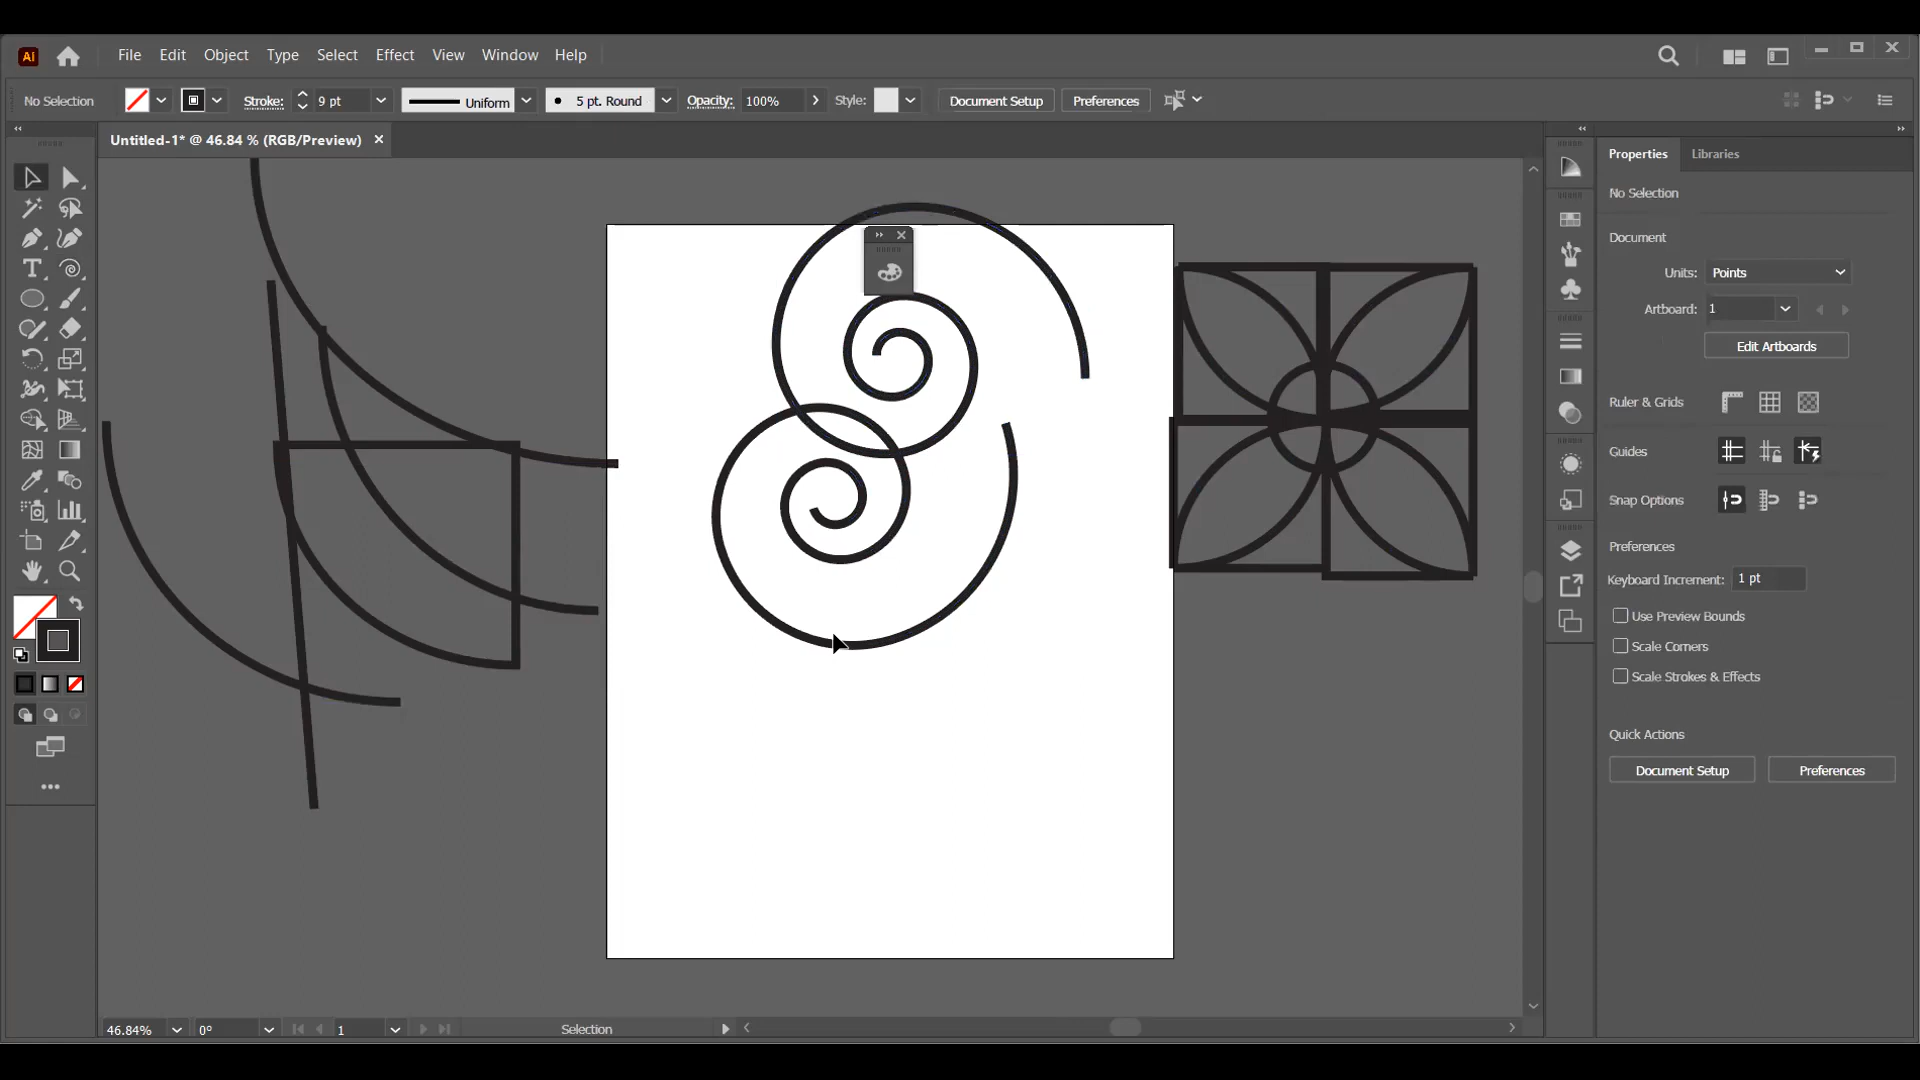 Ai File Edit Object Type Select Effect View Window Help
No Selection Stroke: 9 pt Uniform 5 pt. Round Opacity: 100% Style: Document Setup Preferences
Untitled-1* @ 46.84 % (RGB/Preview)
Properties Libraries
No Selection
Document
Units: Points
Artboard: 1
Edit Artboards
Ruler & Grids
Guides
Snap Options
Preferences
Keyboard Increment: 1 pt
Use Preview Bounds
Scale Corners
Scale Strokes & Effects
Quick Actions
Document Setup Preferences
46.84% 0° 1 Selection